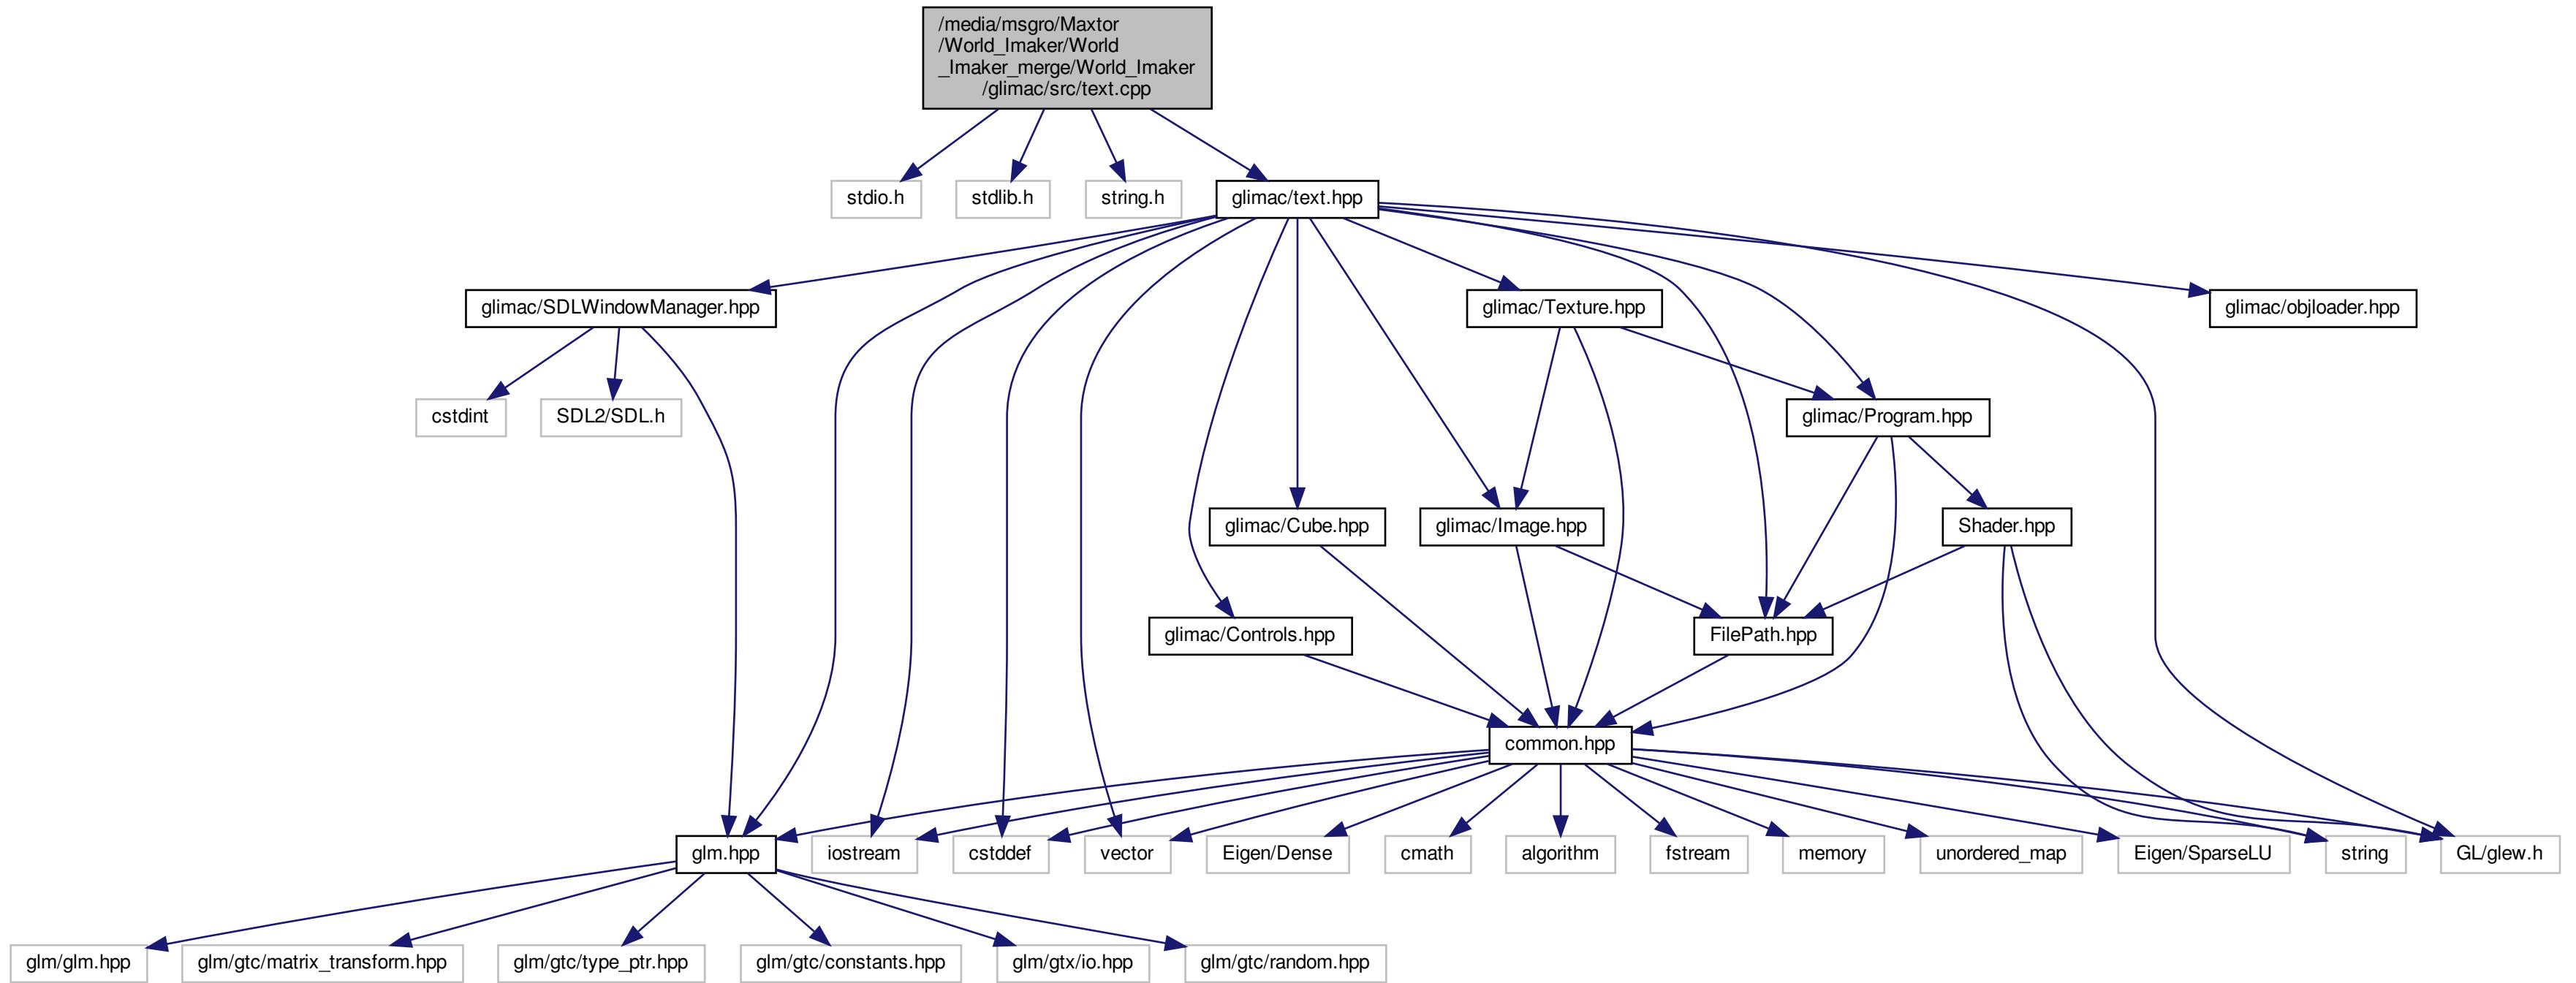 /media/msgro/Maxtor
/World_Imaker/World
_Imaker_merge/World_Imaker
/glimac/src/text.cpp
stdio.h
stdlib.h
string.h
glimac/text.hpp
glimac/SDLWindowManager.hpp
glimac/Texture.hpp
glimac/objloader.hpp
cstdint
SDL2/SDL.h
glimac/Program.hpp
glimac/Cube.hpp
glimac/Image.hpp
Shader.hpp
glimac/Controls.hpp
FilePath.hpp
common.hpp
glm.hpp
iostream
cstddef
vector
Eigen/Dense
cmath
algorithm
fstream
memory
unordered_map
Eigen/SparseLU
string
GL/glew.h
glm/glm.hpp
glm/gtc/matrix_transform.hpp
glm/gtc/type_ptr.hpp
glm/gtc/constants.hpp
glm/gtx/io.hpp
glm/gtc/random.hpp